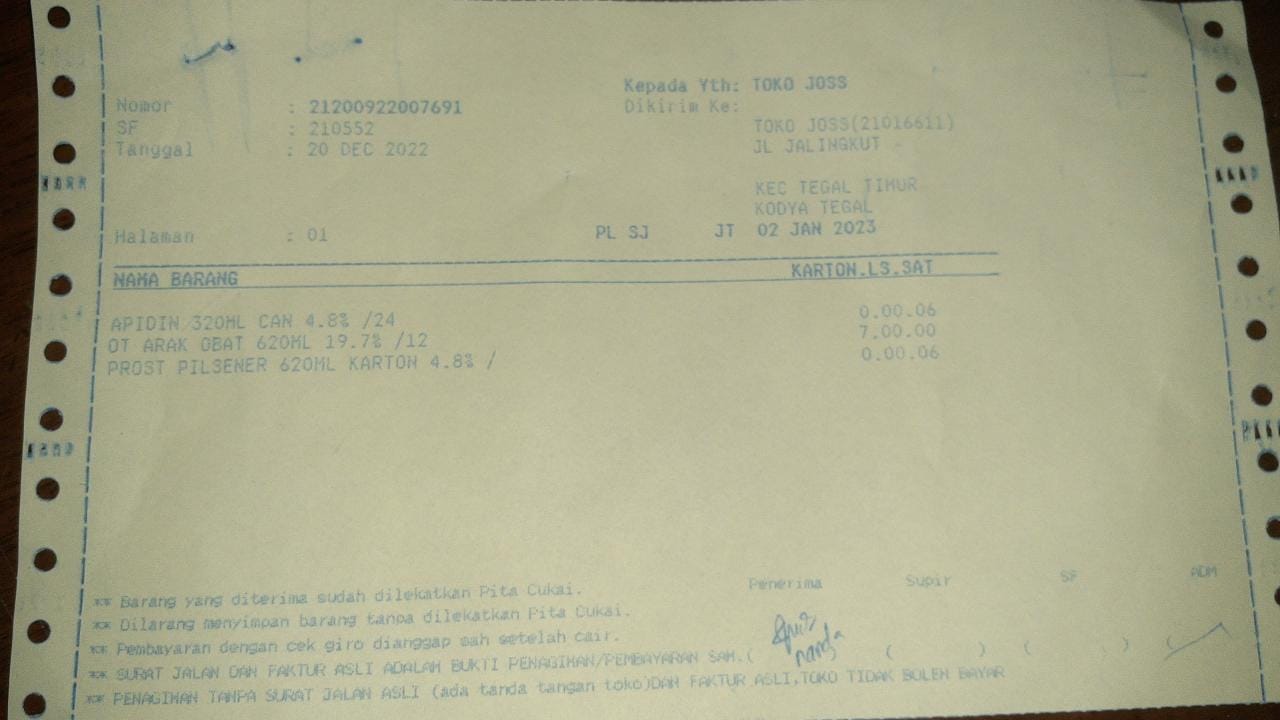 Kepada Yth: TOKO JOSS
Nomor : 21200922007691 Dikirim Ke:
SF : 210552 TOKO JOSS(21016611)
Tanggal : 20 DEC 2022 JL JALINGKUT -
KEC TEGAL TIMUR
KODYA TEGAL
Halaman : 01 PL SJ JT 02 JAN 2023
NAMA BARANG KARTON.LS.SAT
APIDIN 320ML CAN 4.8% /24 0.00.06
OT ARAK OBAT 620ML 19.7% /12 7.00.00
PROST PILSENER 620ML KARTON 4.8% / 0.00.06
Penerima Supir SF ADM
** Barang yang diterima sudah dilekatkan Pita Cukai.
** Dilarang menyimpan barang tanpa dilekatkan Pita Cukai.
** Pembayaran dengan cek giro dianggap sah setelah cair.
** SURAT JALAN DAN FAKTUR ASLI ADALAH BUKTI PENAGIHAN/PEMBAYARAN SAH.( ( ) ( ) (
** PENAGIHAN TANPA SURAT JALAN ASLI (ada tanda tangan toko)DAN FAKTUR ASLI,TOKO TIDAK BOLEH BAYAR